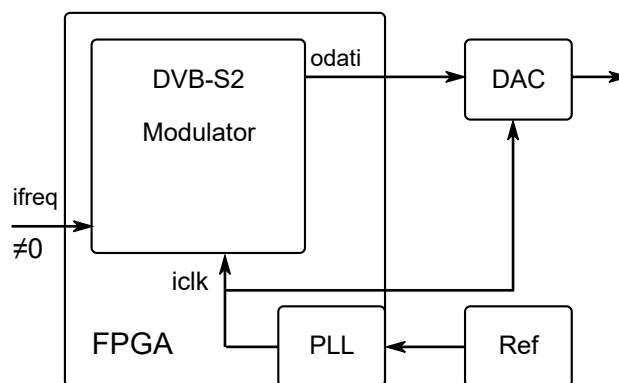 DVB-S2
Modulator
odati
DAC
ifreq
≠0
iclk
FPGA
PLL
Ref